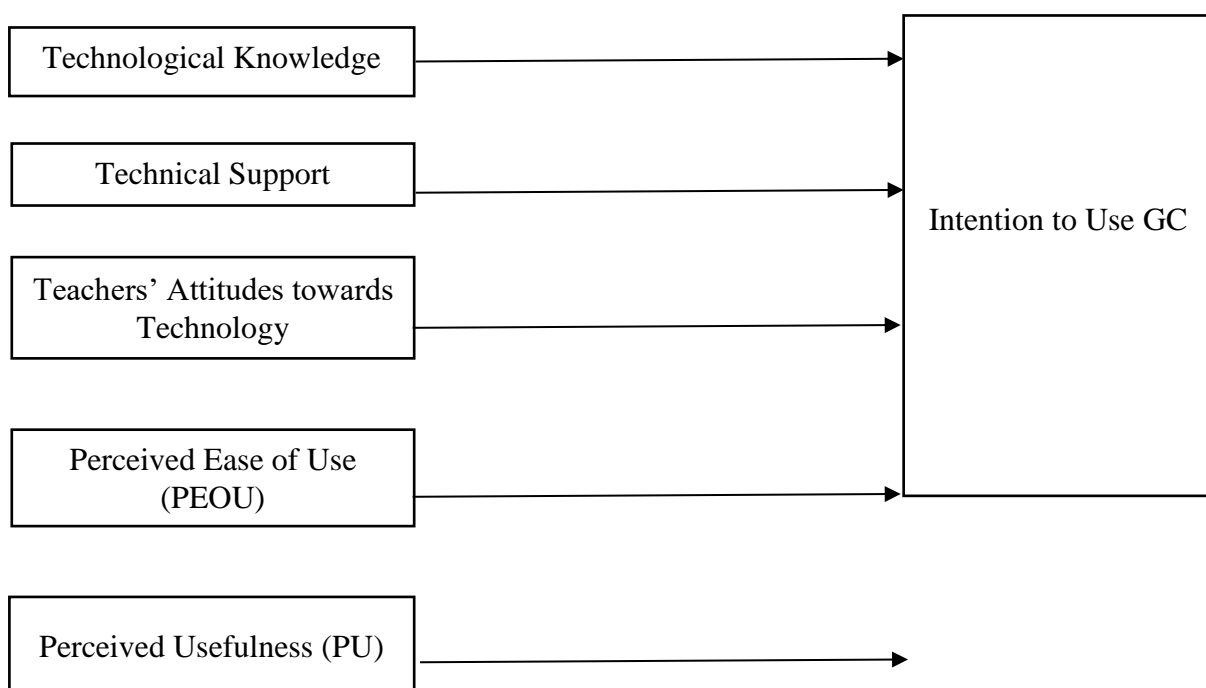 Technological Knowledge
Technical Support
Intention to Use GC
Teachers’ Attitudes towards
Technology
Perceived Ease of Use
(PEOU)
Perceived Usefulness (PU)